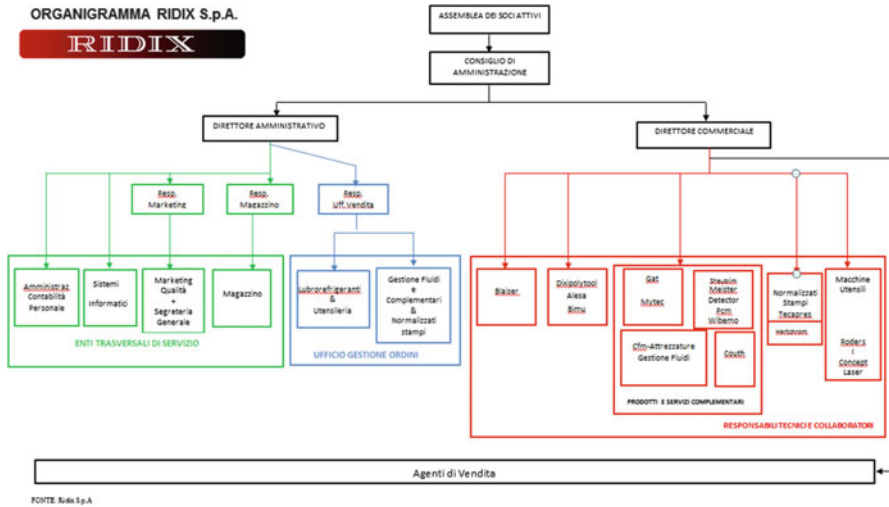 ORGANIGRAMMA RIDIX S.p.A.
RIDIX
ASSEMBLEA DEI SOCI ATTIVI
CONSIGLIO DI
AMMINISTRAZIONE
DIRETTORE AMMINISTRATIVO
DIRETTORE COMMERCIALE
Resp.
Marketing
Resp.
Magazzino
Resp.
Uff.Vendita
Amministraz
Contabilità
Personale
Sistemi
Informatici
Marketing
Qualità
+
Segreteria
Generale
Magazzino
ENTI TRASVERSALI DI SERVIZIO
Lubrorefrigeranti
&
Utensileria
Gestione Fluidi
e
Complementari
&
Normalizzati
stampi
UFFICIO GESTIONE ORDINI
Blaiser
Dixipolytool
Alesa
Bimu
Gat
Mytec
Meister
Detector
Pcm
Wibemo
Cfm-Attrezzature
Gestione Fluidi
Couth
PRODOTTI E SERVIZI COMPLEMENTARI
Normalizzati
Stampi
Tecapres
Macchine
Utensili
Roders
I
Concept
Laser
RESPONSABILI TECNICI E COLLABORATORI
Agenti di Vendita
FONTE: Ridix S.p.A